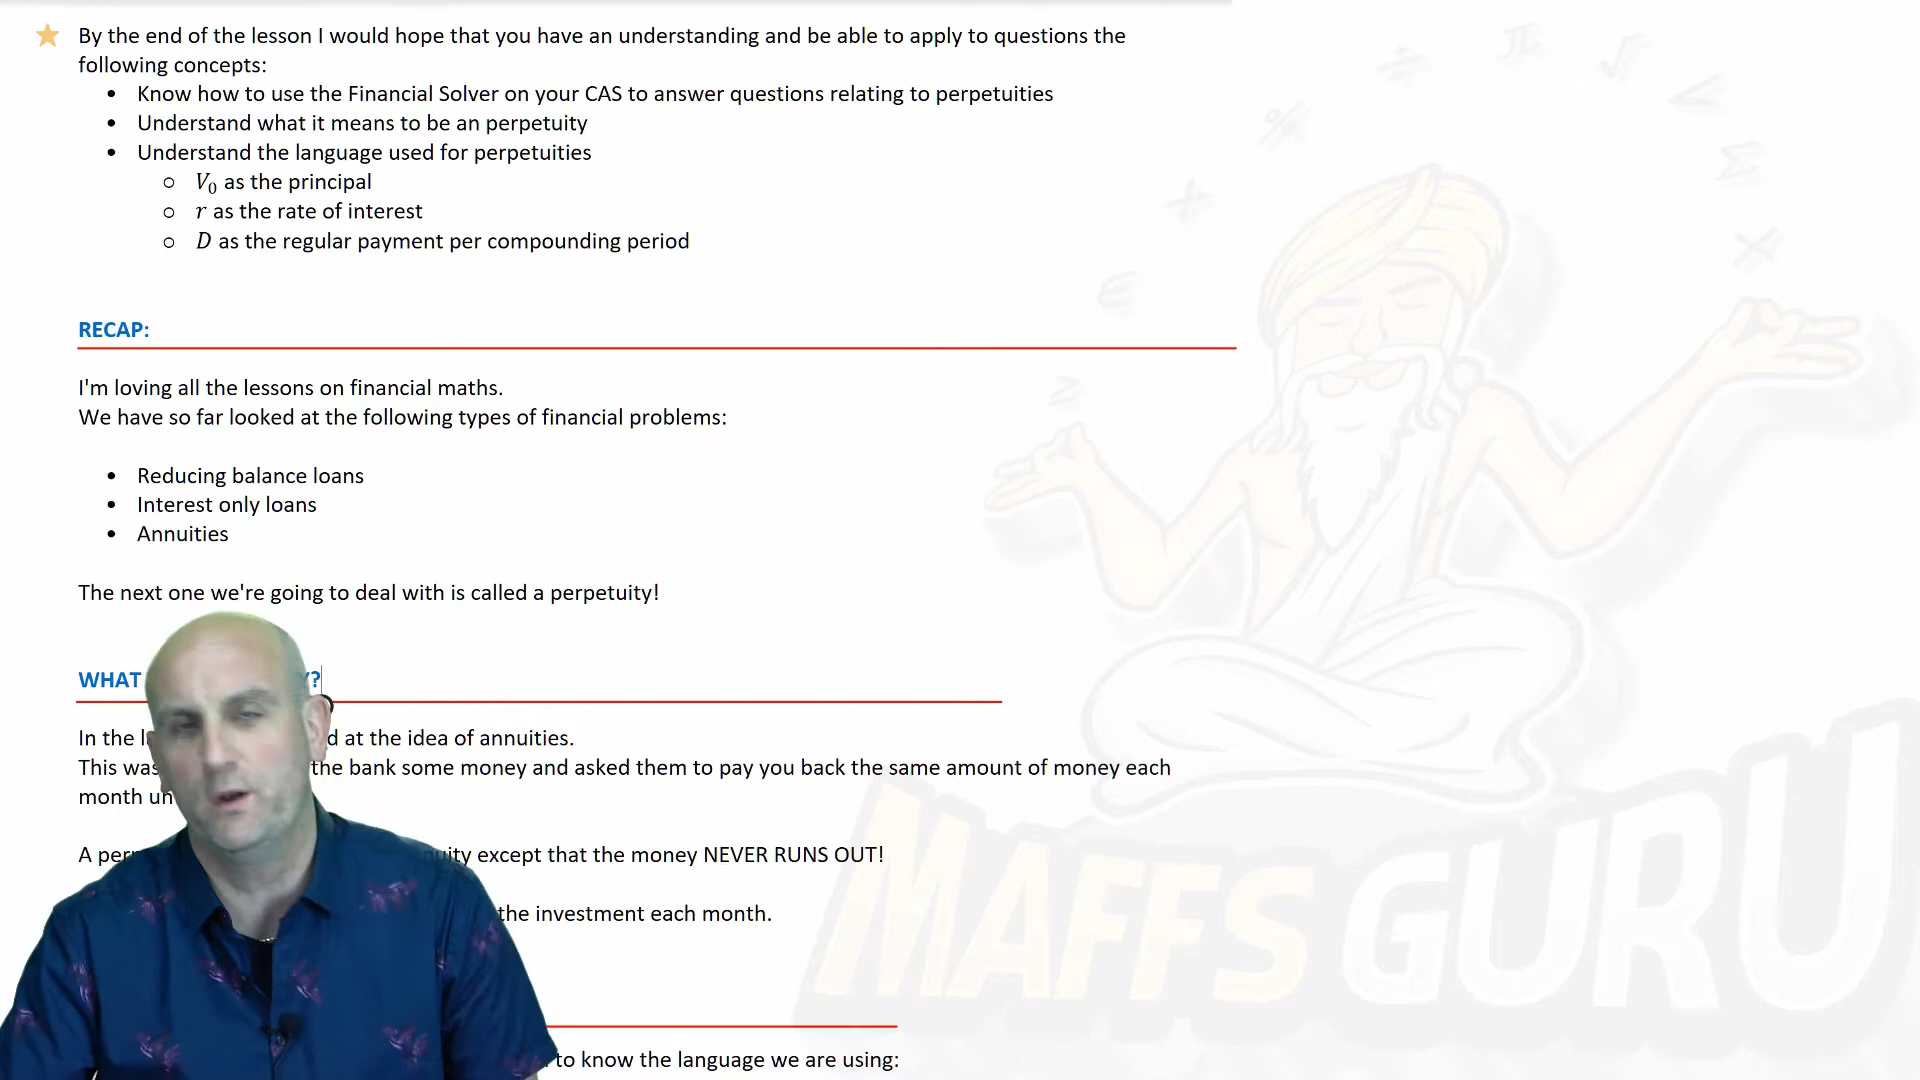 By the end of the lesson I would hope that you have an understanding and be able to apply to questions the
following concepts:
• Know how to use the Financial Solver on your CAS to answer questions relating to perpetuities
• Understand what it means to be an perpetuity
• Understand the language used for perpetuities
○ V₀ as the principal
○ r as the rate of interest
○ D as the regular payment per compounding period
RECAP:
I'm loving all the lessons on financial maths.
We have so far looked at the following types of financial problems:
• Reducing balance loans
• Interest only loans
• Annuities
The next one we're going to deal with is called a perpetuity!
WHAT ?
In the at the idea of annuities.
This was the bank some money and asked them to pay you back the same amount of money each
month
A except that the money NEVER RUNS OUT!
the investment each month.
to know the language we are using:
MAFFS GURU